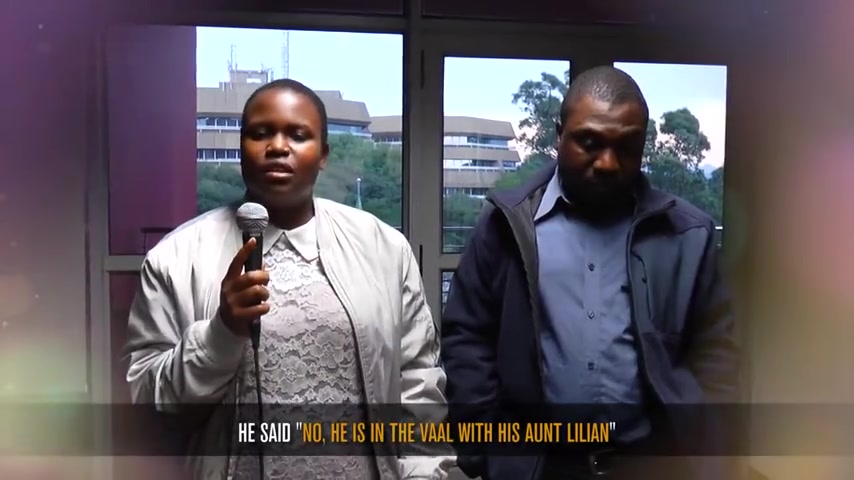 HE SAID "NO, HE IS IN THE VAAL WITH HIS AUNT LILIAN"